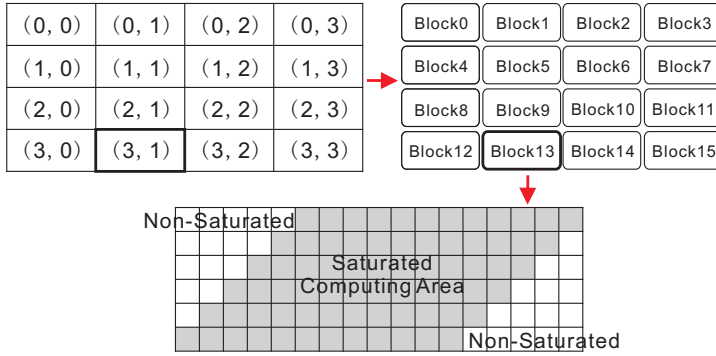 (0, 0) (0, 1) (0, 2) (0, 3)
(1, 0) (1, 1) (1, 2) (1, 3)
(2, 0) (2, 1) (2, 2) (2, 3)
(3, 0) (3, 1) (3, 2) (3, 3)
Block0 Block1 Block2 Block3
Block4 Block5 Block6 Block7
Block8 Block9 Block10 Block11
Block12 Block13 Block14 Block15
Non-Saturated
Saturated
Computing Area
Non-Saturated